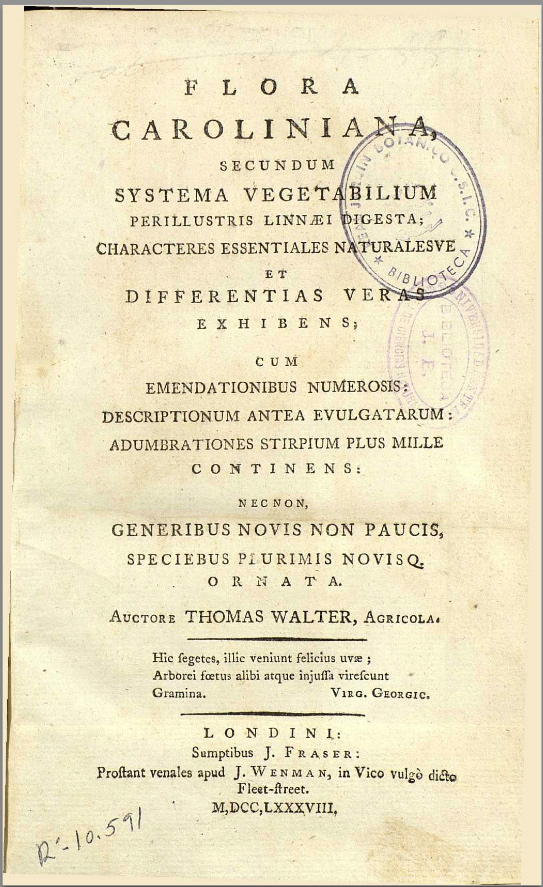 FLORA
CAROLINIANA,
SECUNDUM
SYSTEMA VEGETABILIUM
PERILLUSTRIS LINNÆI DIGESTA;
CHARACTERES ESSENTIALES NATURALESVE
ET
DIFFERENTIAS VERAS
EXHIBENS;
CUM
EMENDATIONIBUS NUMEROSIS:
DESCRIPTIONUM ANTEA EVULGATARUM:
ADUMBRATIONES STIRPIUM PLUS MILLE
CONTINENS:
NECNON,
GENERIBUS NOVIS NON PAUCIS,
SPECIEBUS PLURIMIS NOVISQ.
ORNATA.
AUCTORE THOMAS WALTER, AGRICOLA.
Hic ſegetes, illic veniunt felicius uvæ;
Arborei fœtus alibi atque injuſſa vireſcunt
Gramina. VIRG. GEORGIC.
LONDINI:
Sumptibus J. FRASER:
Proſtant venales apud J. WENMAN, in Vico vulgò dicto
Fleet-ſtreet.
M,DCC,LXXXVIII,
JARDIN BOTANICO C.S.I.C.
★ BIBLIOTECA ★
BIBLIOTECA
J. E.
R-10.591